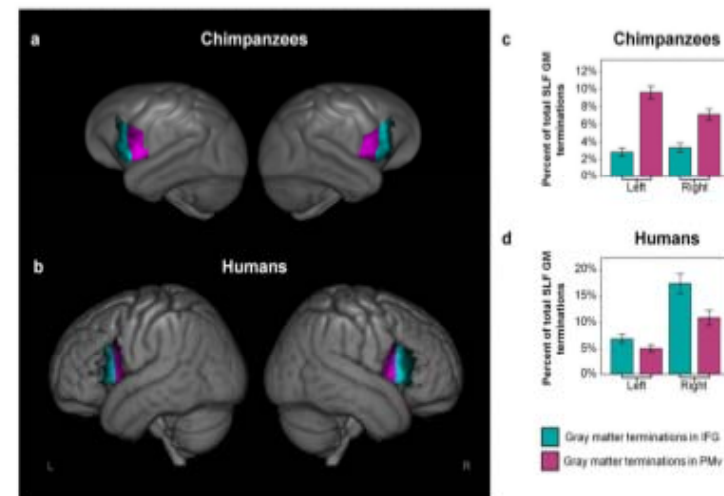 a
Chimpanzees
b
Humans
L
R
c
Chimpanzees
Percent of total SLF GM
terminations
12%
10%
8%
6%
4%
2%
0%
Left
Right
d
Humans
Percent of total SLF GM
terminations
20%
15%
10%
5%
0%
Left
Right
Gray matter terminations in IFG
Gray matter terminations in PMv